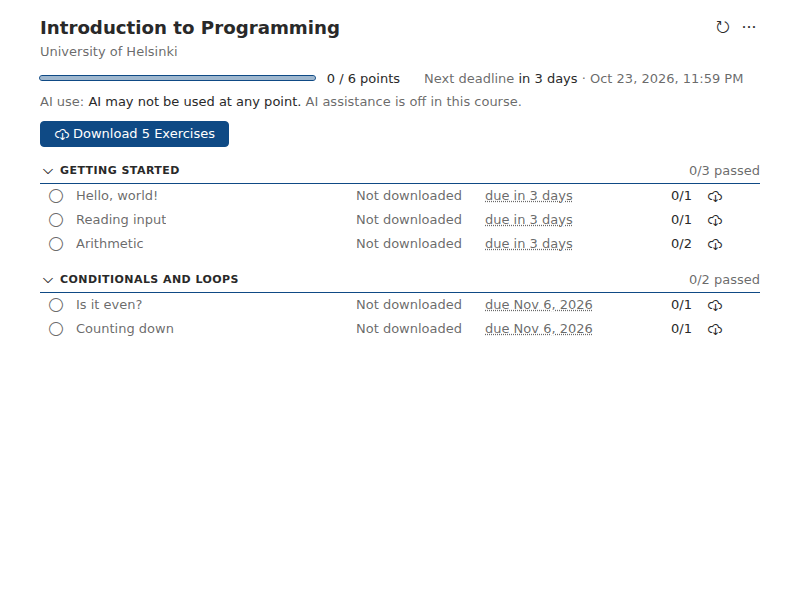 Introduction to Programming
University of Helsinki
0 / 6 points Next deadline in 3 days · Oct 23, 2026, 11:59 PM
AI use: AI may not be used at any point. AI assistance is off in this course.
Download 5 Exercises
GETTING STARTED 0/3 passed
Hello, world! Not downloaded due in 3 days 0/1
Reading input Not downloaded due in 3 days 0/1
Arithmetic Not downloaded due in 3 days 0/2
CONDITIONALS AND LOOPS 0/2 passed
Is it even? Not downloaded due Nov 6, 2026 0/1
Counting down Not downloaded due Nov 6, 2026 0/1